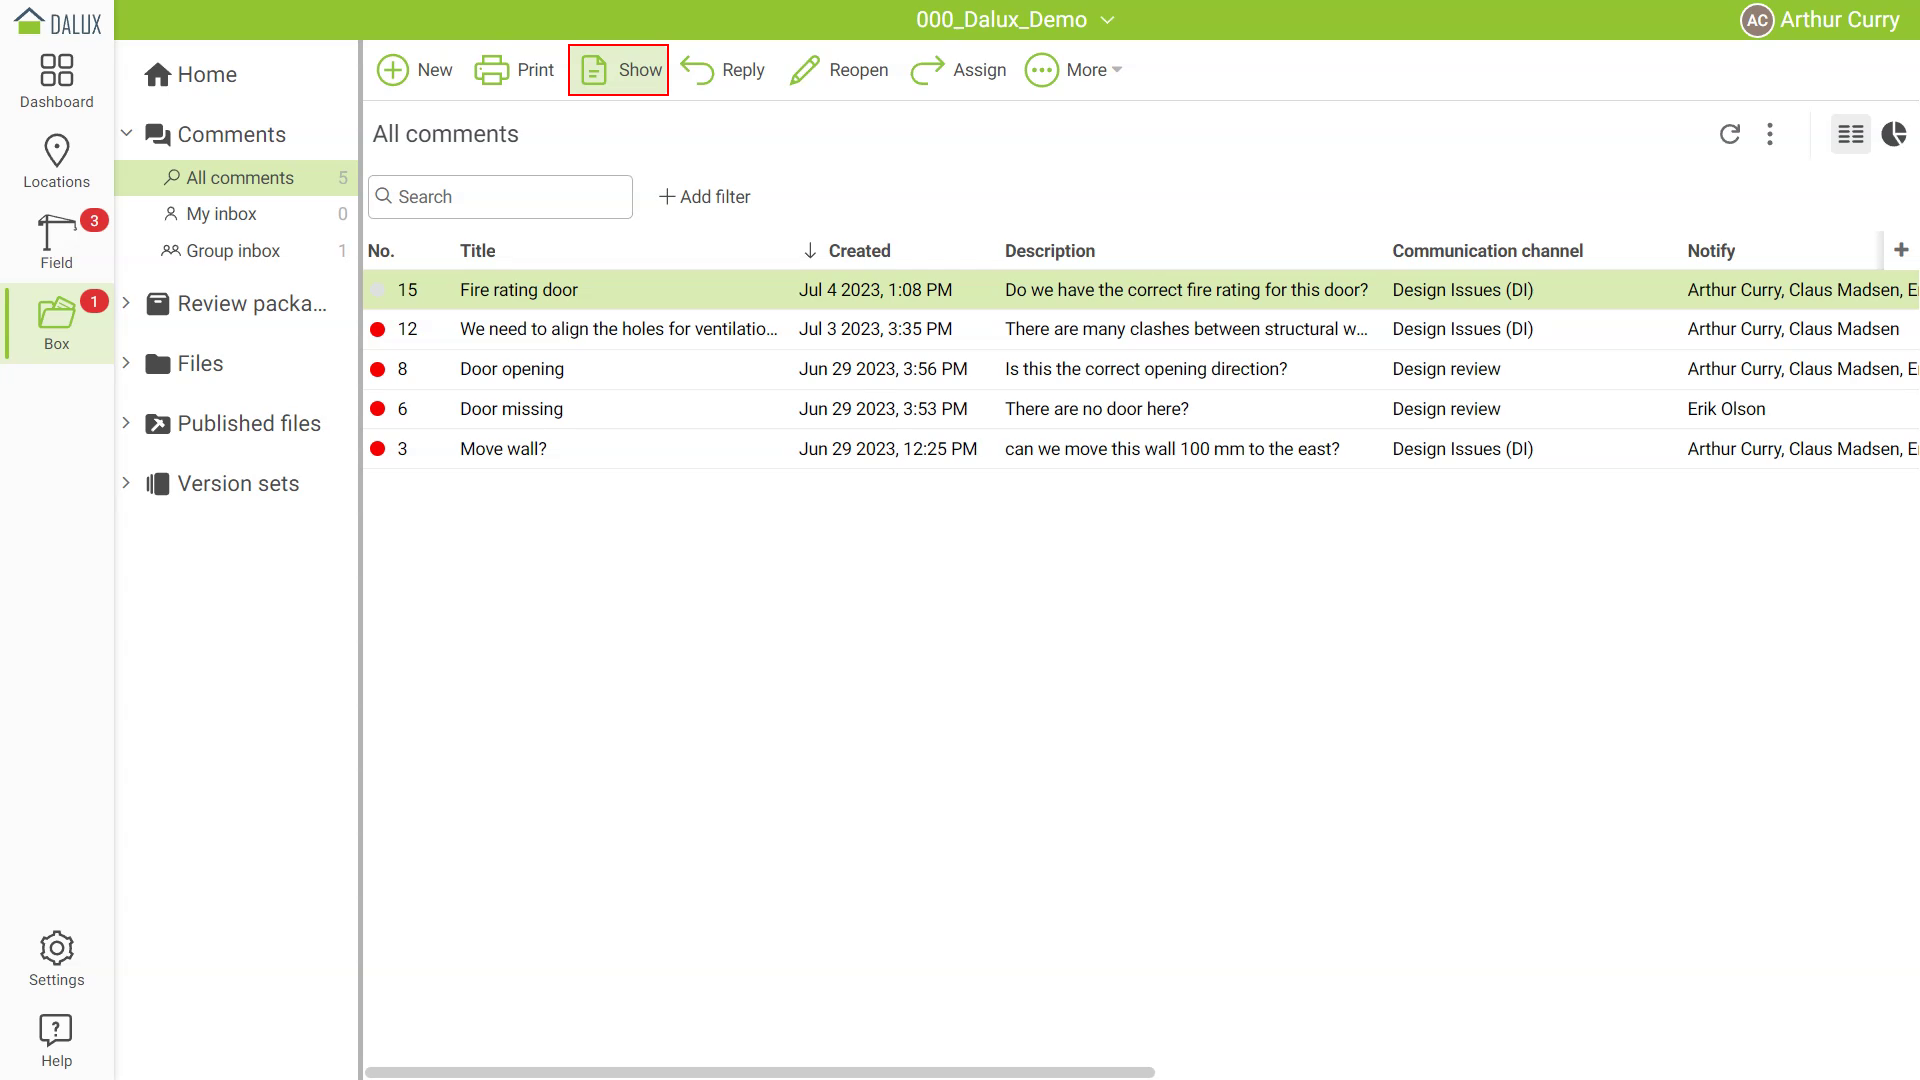 DALUX
000_Dalux_Demo
AC Arthur Curry
Dashboard
Locations
3
Field
1
Box
Settings
Help
Home
Comments
All comments 5
My inbox 0
Group inbox 1
Review packa...
Files
Published files
Version sets
New Print Show Reply Reopen Assign More
All comments
Search
Add filter
No. Title Created Description Communication channel Notify
15 Fire rating door Jul 4 2023, 1:08 PM Do we have the correct fire rating for this door? Design Issues (DI) Arthur Curry, Claus Madsen, E
12 We need to align the holes for ventilatio... Jul 3 2023, 3:35 PM There are many clashes between structural w... Design Issues (DI) Arthur Curry, Claus Madsen
8 Door opening Jun 29 2023, 3:56 PM Is this the correct opening direction? Design review Arthur Curry, Claus Madsen, E
6 Door missing Jun 29 2023, 3:53 PM There are no door here? Design review Erik Olson
3 Move wall? Jun 29 2023, 12:25 PM can we move this wall 100 mm to the east? Design Issues (DI) Arthur Curry, Claus Madsen, E